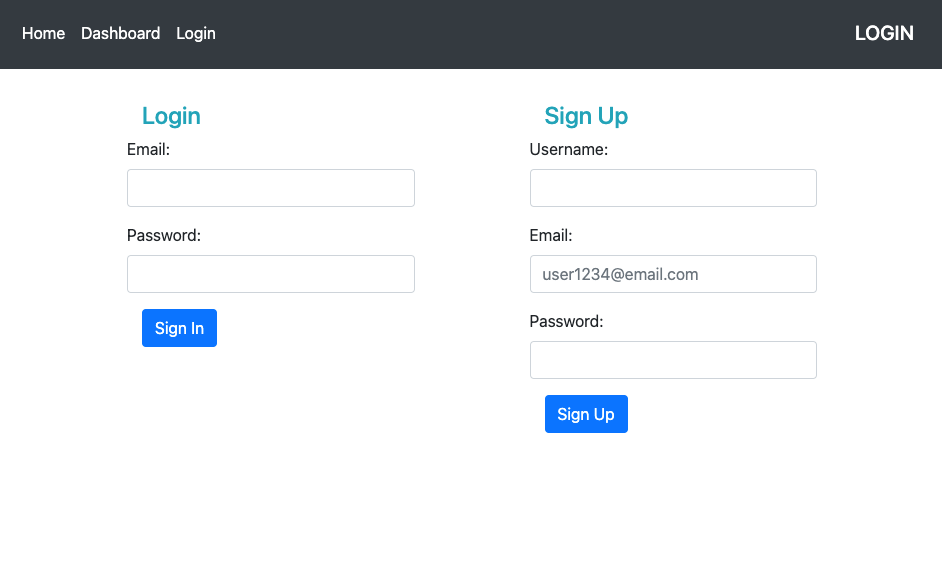 Home Dashboard Login LOGIN
Login
Email:
Password:
Sign In
Sign Up
Username:
Email:
user1234@email.com
Password:
Sign Up